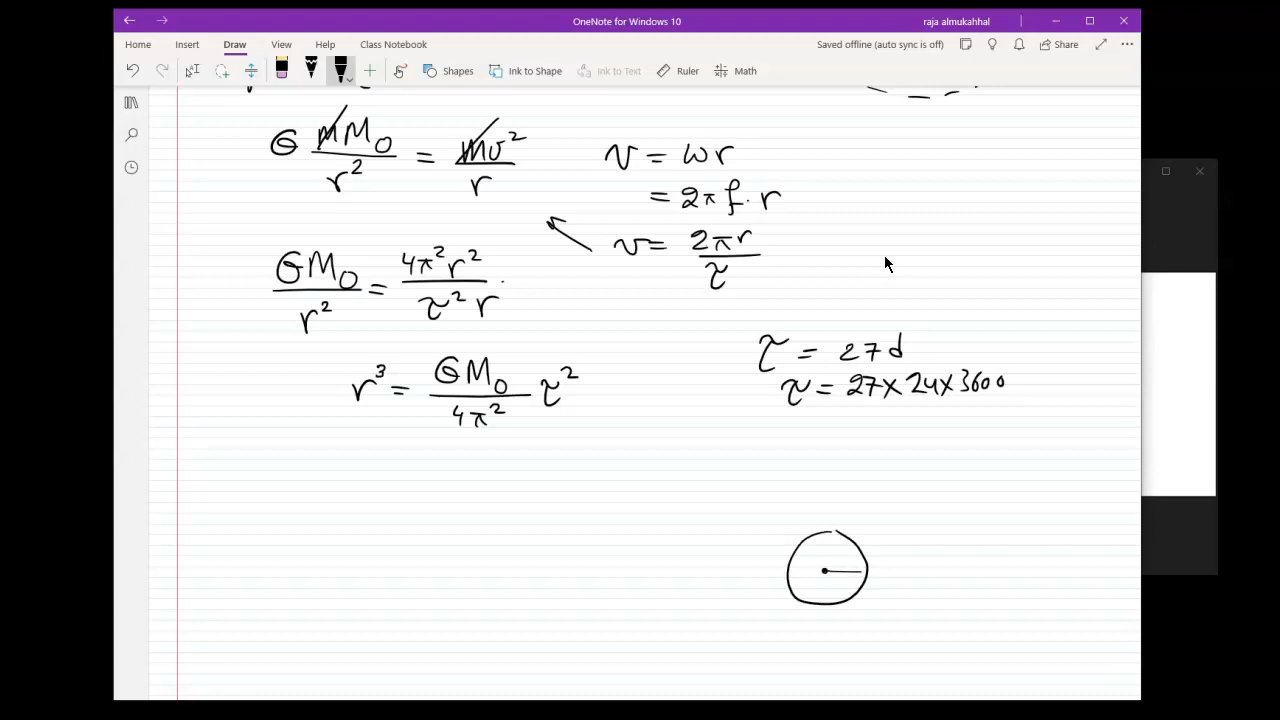 OneNote for Windows 10
raja almukahhal
Home Insert Draw View Help Class Notebook
Saved offline (auto sync is off)
Share
Shapes Ink to Shape Ink to Text Ruler Math
G MM₀/r² = Mv²/r
v = ωr
= 2πf·r
v = 2πr/τ
GM₀/r² = 4π²r²/τ²r
r³ = GM₀/4π² τ²
τ = 27d
τ = 27×24×3600